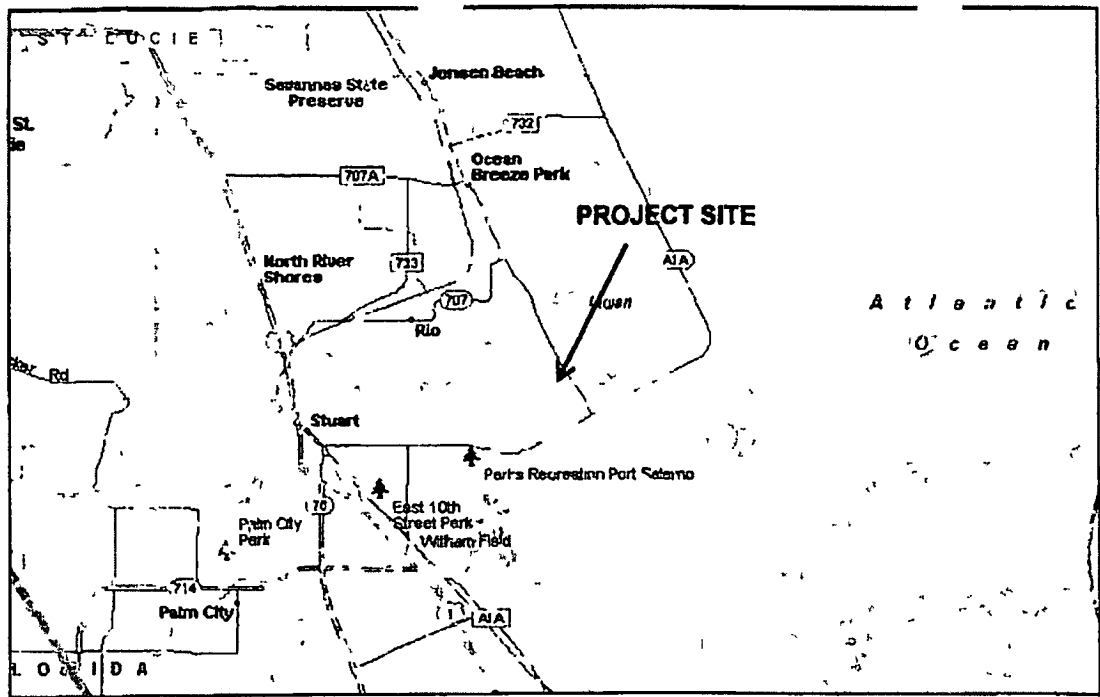 ST LUCIE
Jensen Beach
Savannas State
Preserve
732
ST.
Ocean
Breeze Park
707A
PROJECT SITE
North River
Shores
733
A1A
707
Atlantic
Ocean
Rio
Rd
Stuart
Parks Recreation Port Salerno
76
East 10th
Street Park
Palm City
Park
Witham Field
714
Palm City
1
A1A